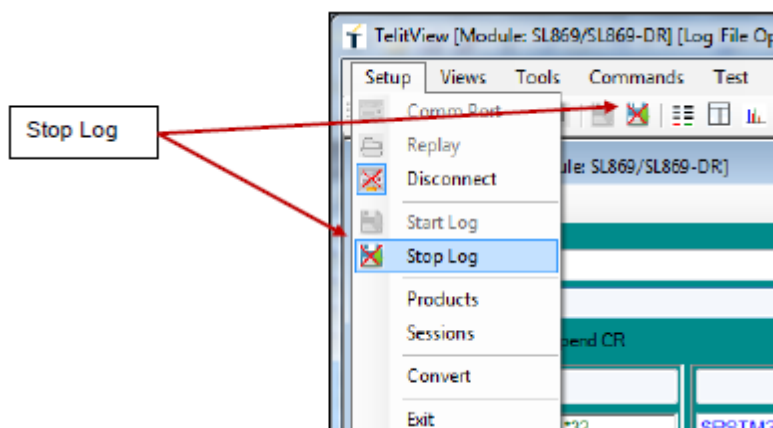 TelitView [Module: SL869/SL869-DR] [Log File Op
Setup Views Tools Commands Test
Stop Log
Comm Port
Replay
ule: SL869/SL869-DR]
Disconnect
Start Log
Stop Log
Products
Sessions
pend CR
Convert
Exit